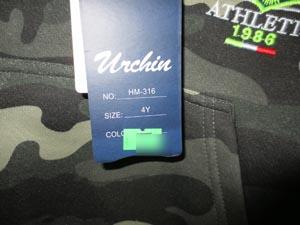 Urchin
ATHLETI
1986
NO: HM-316
SIZE: 4Y
COLO